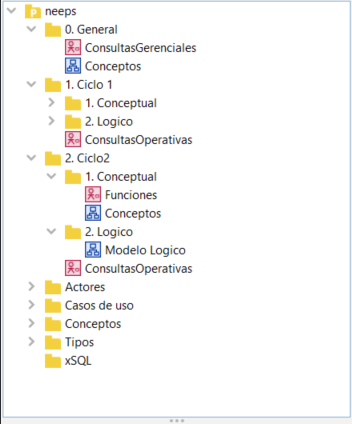 neeps
0. General
ConsultasGerenciales
Conceptos
1. Ciclo 1
1. Conceptual
2. Logico
ConsultasOperativas
2. Ciclo2
1. Conceptual
Funciones
Conceptos
2. Logico
Modelo Logico
ConsultasOperativas
Actores
Casos de uso
Conceptos
Tipos
xSQL